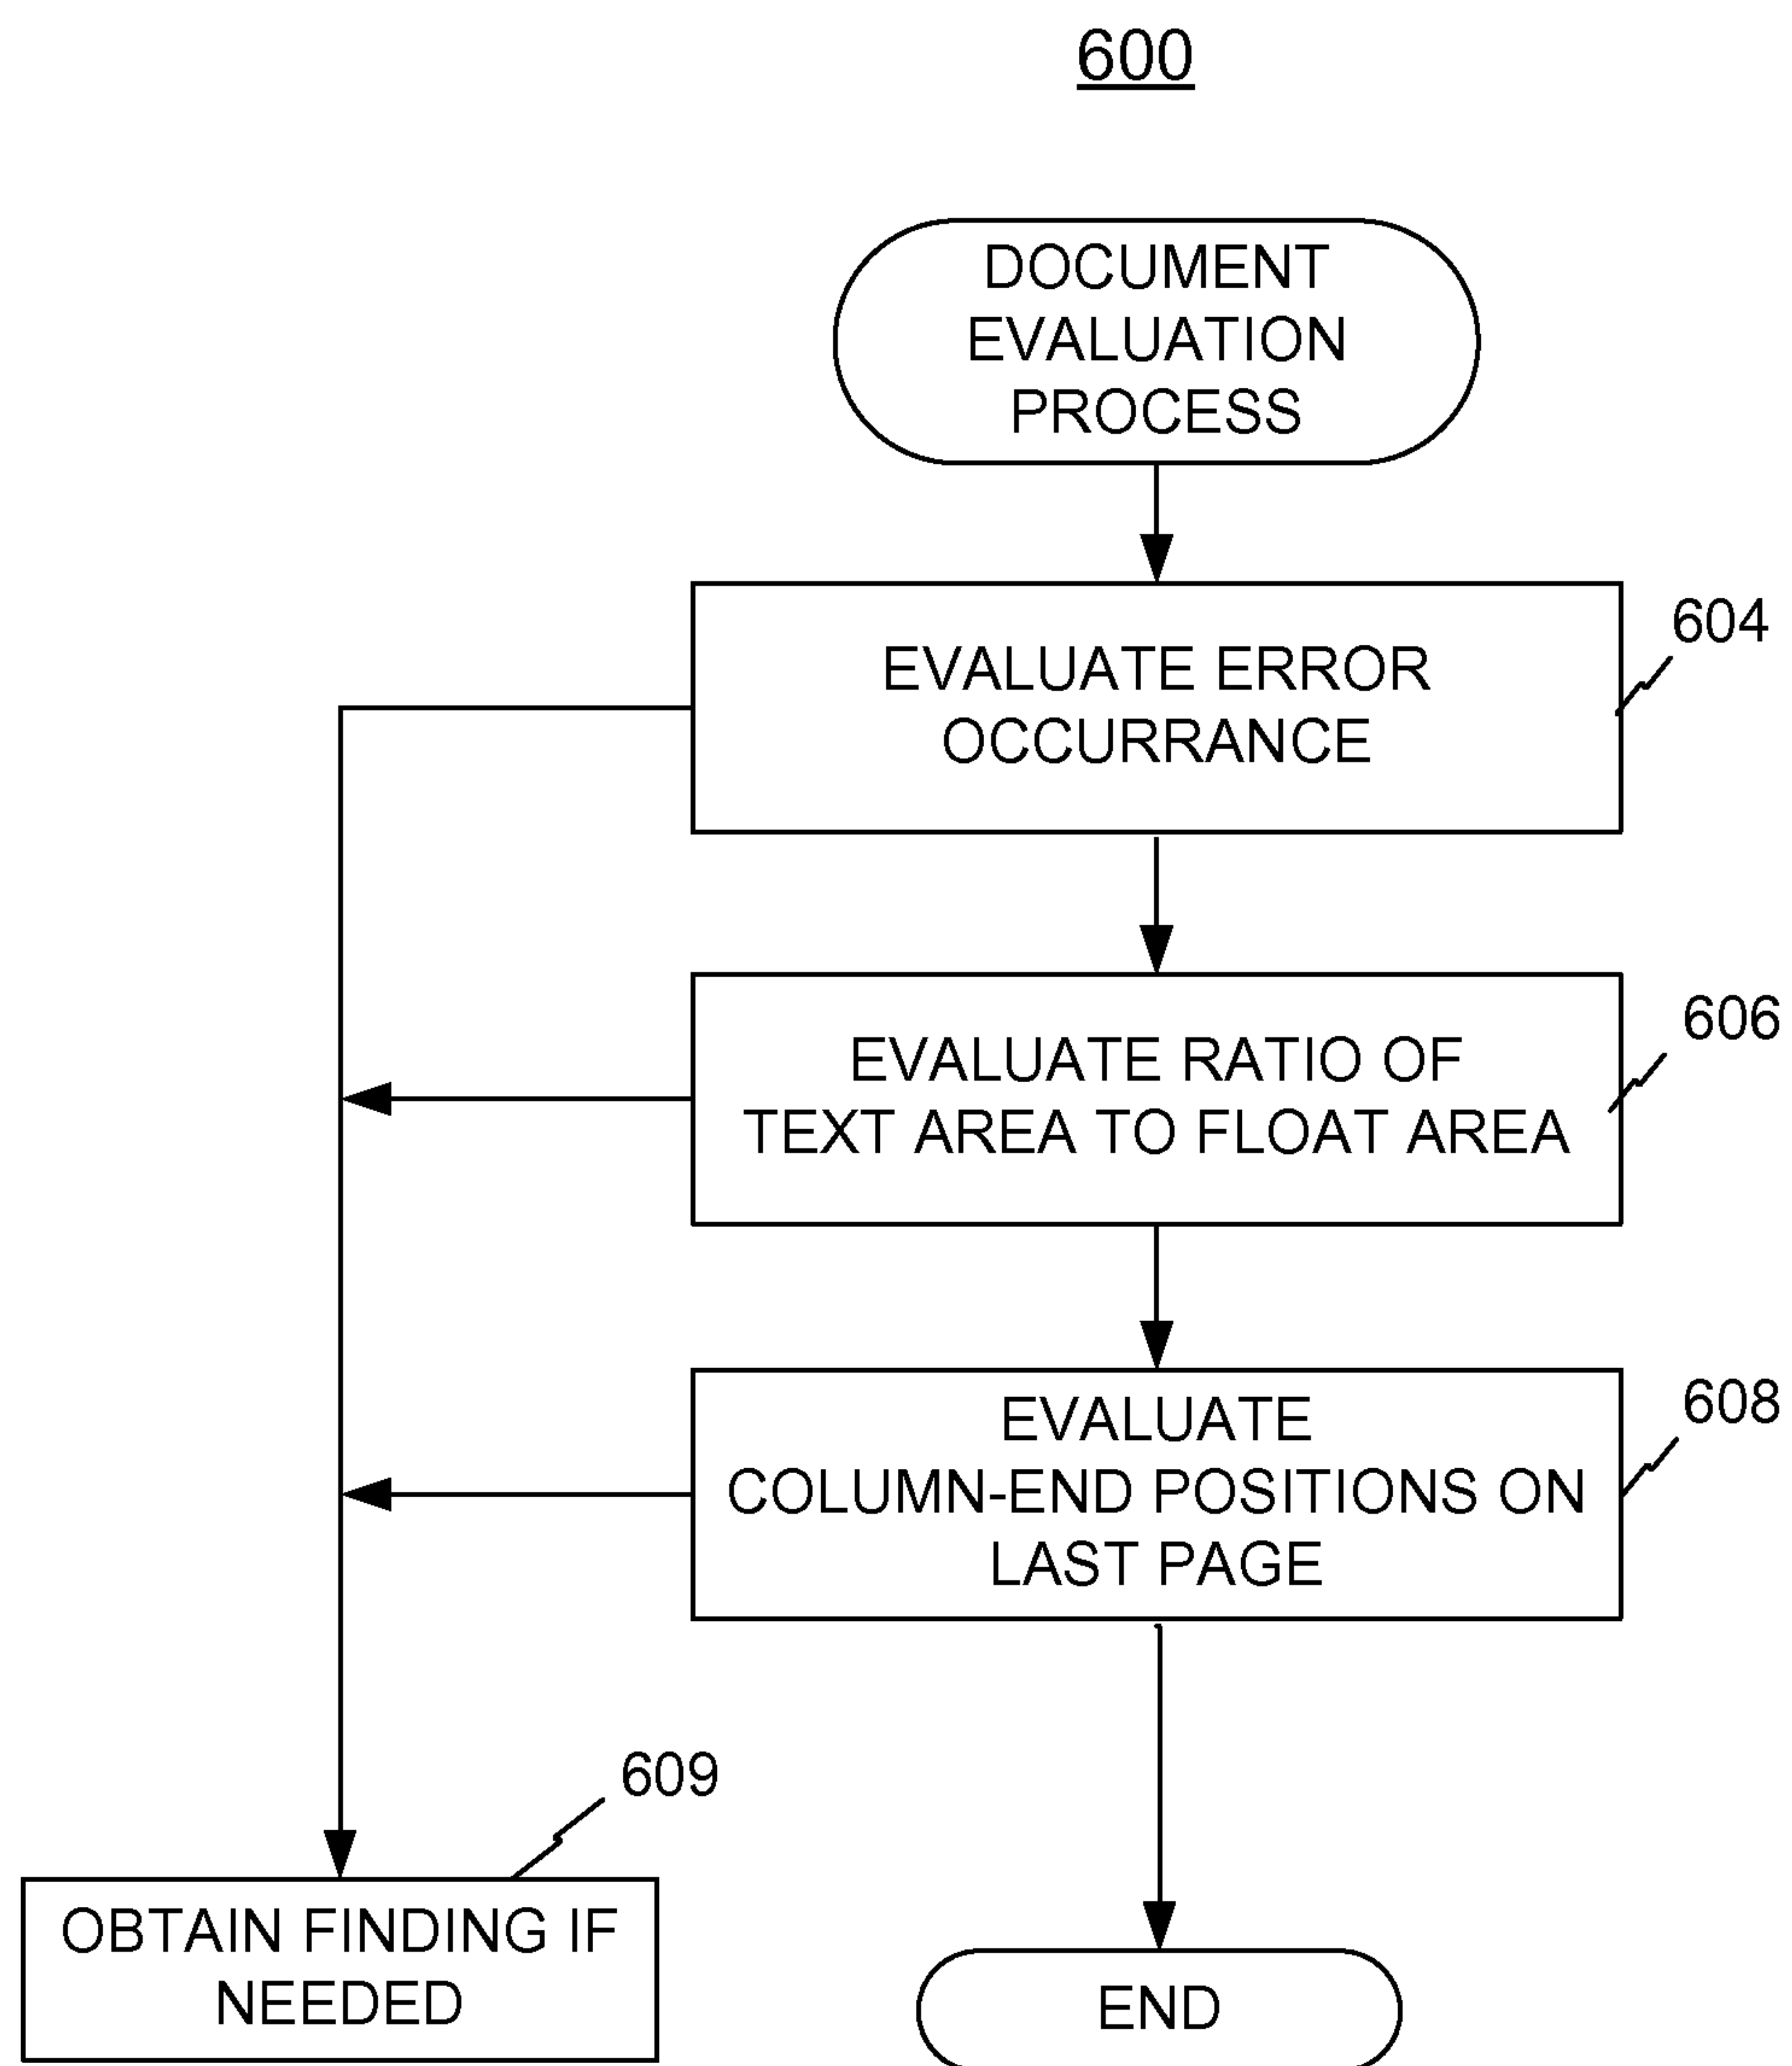 600
DOCUMENT
EVALUATION
PROCESS
604
EVALUATE ERROR
OCCURRANCE
606
EVALUATE RATIO OF
TEXT AREA TO FLOAT AREA
608
EVALUATE
COLUMN-END POSITIONS ON
LAST PAGE
609
OBTAIN FINDING IF
NEEDED
END